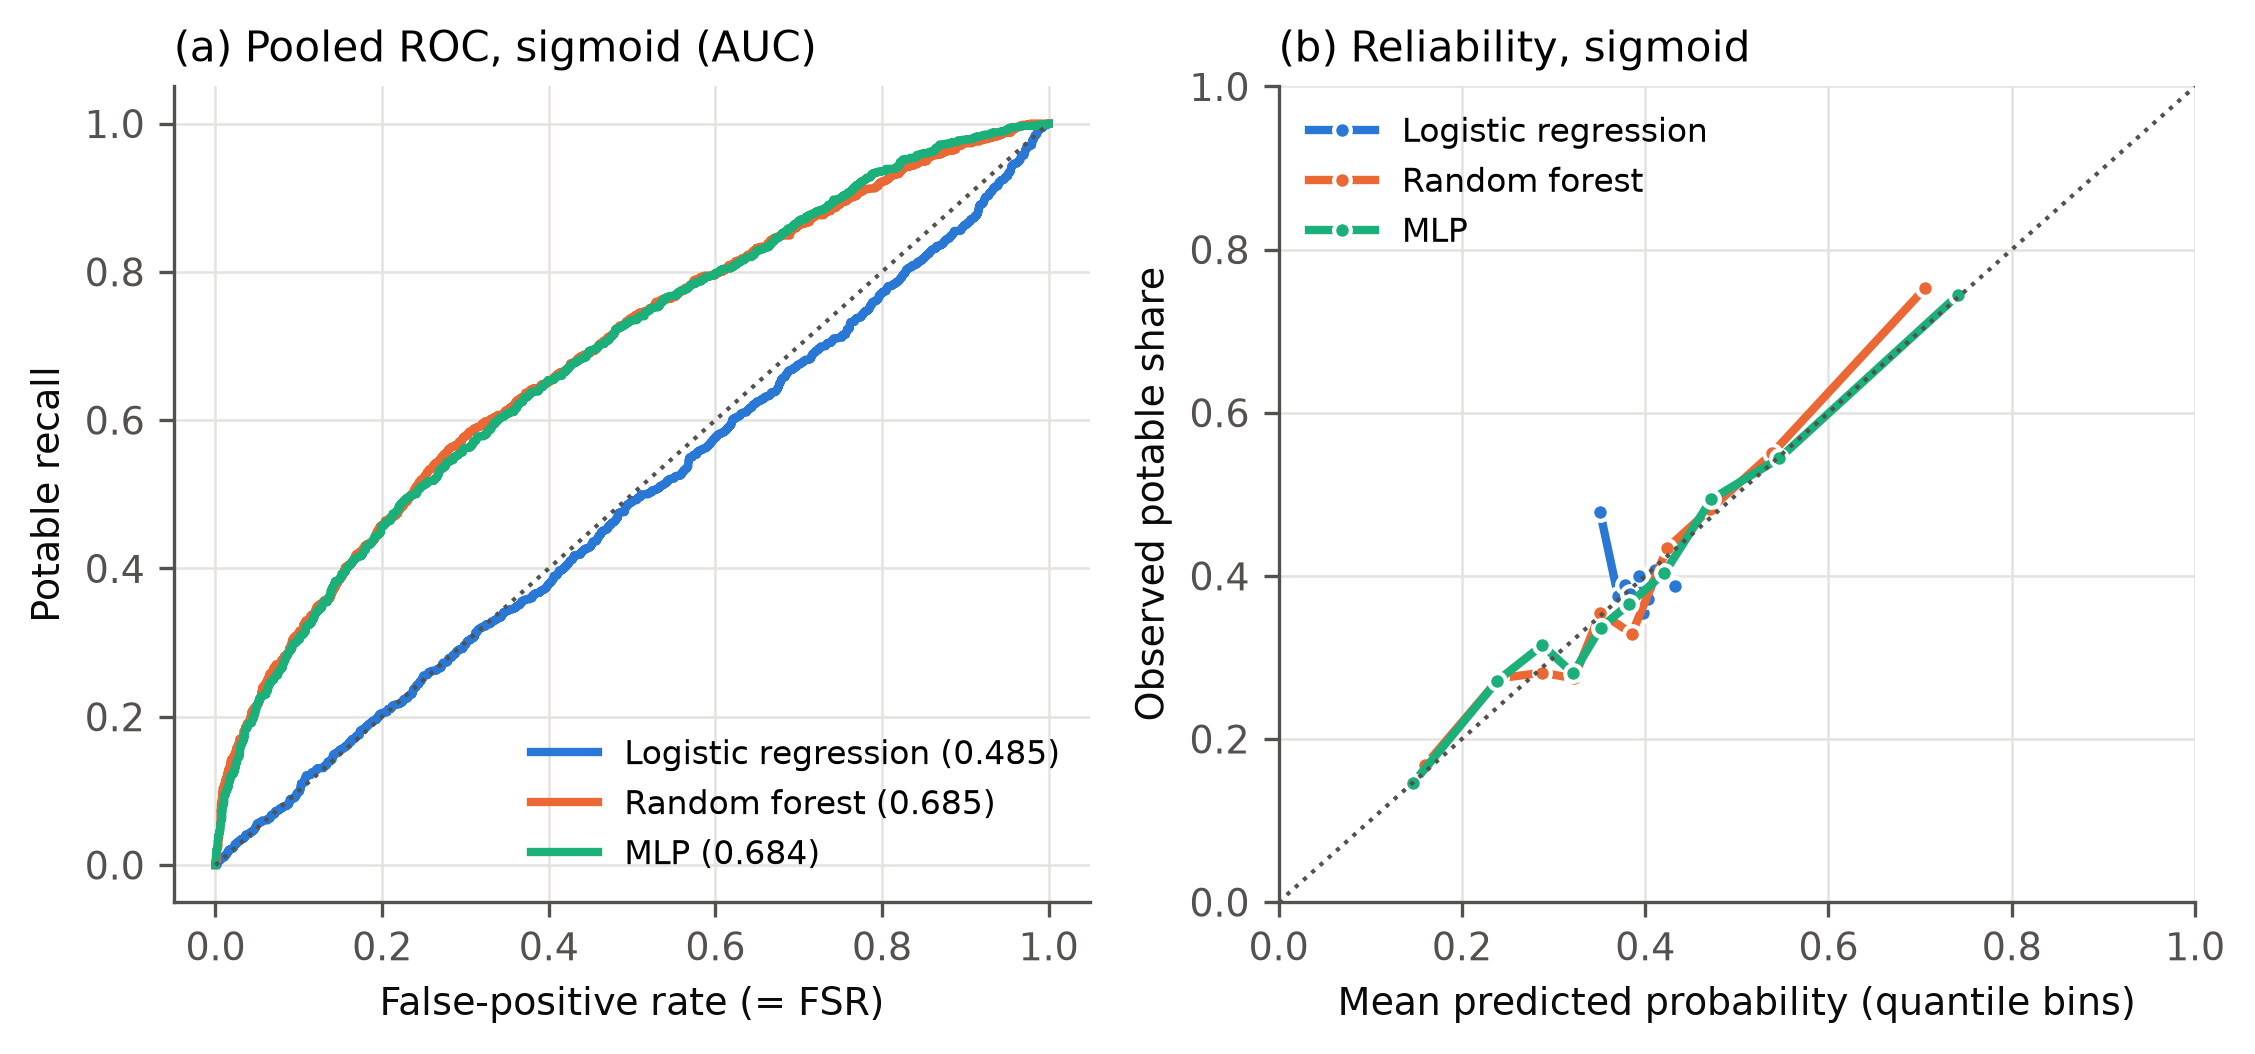 (a) Pooled ROC, sigmoid (AUC)
1.0
0.8
0.6
0.4
0.2
0.0
Potable recall
Logistic regression (0.485)
Random forest (0.685)
MLP (0.684)
0.0 0.2 0.4 0.6 0.8 1.0
False-positive rate (= FSR)
(b) Reliability, sigmoid
1.0
0.8
0.6
0.4
0.2
0.0
Observed potable share
Logistic regression
Random forest
MLP
0.0 0.2 0.4 0.6 0.8 1.0
Mean predicted probability (quantile bins)